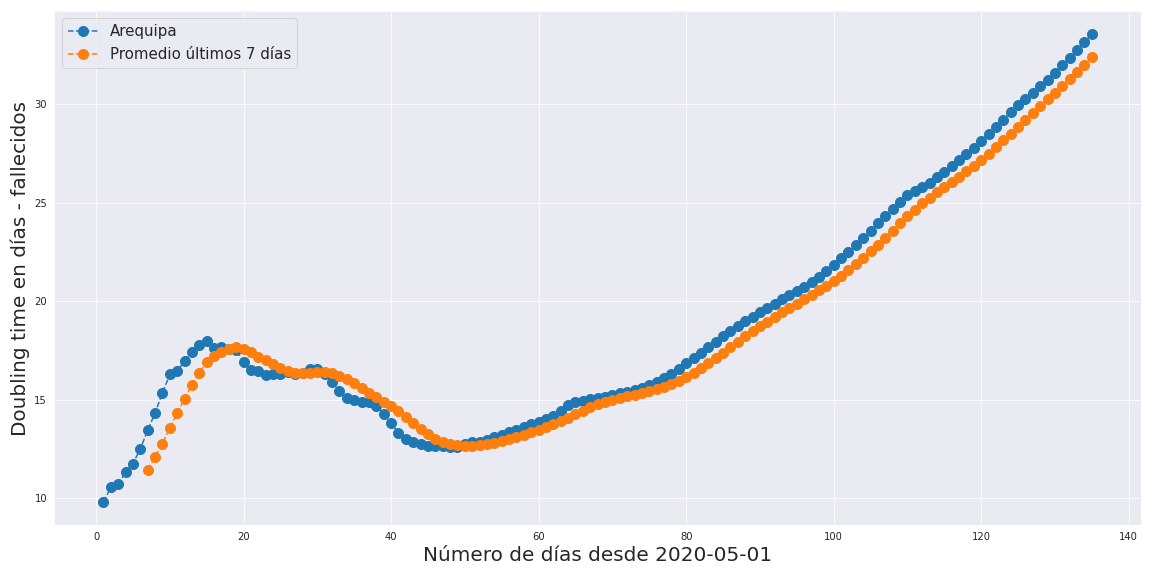 Arequipa
Promedio últimos 7 días
Doubling time en días - fallecidos
30
25
20
15
10
0 20 40 60 80 100 120 140
Número de días desde 2020-05-01